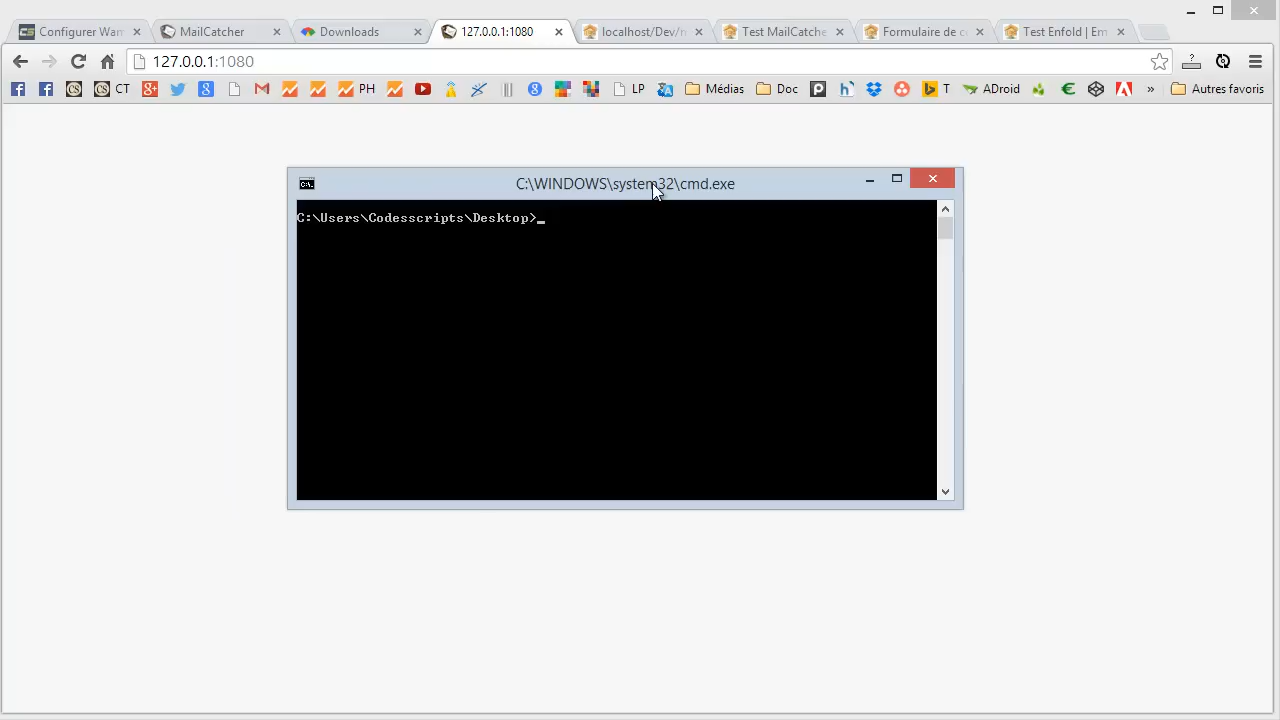 Configurer Wam
MailCatcher
Downloads
127.0.0.1:1080
localhost/Dev/
Test MailCatche
Formulaire de c
Test Enfold | Em
127.0.0.1:1080
CT
PH
LP
Médias
Doc
T
ADroid
»
Autres favoris
C:\WINDOWS\system32\cmd.exe
C:\Users\Codesscripts\Desktop>_